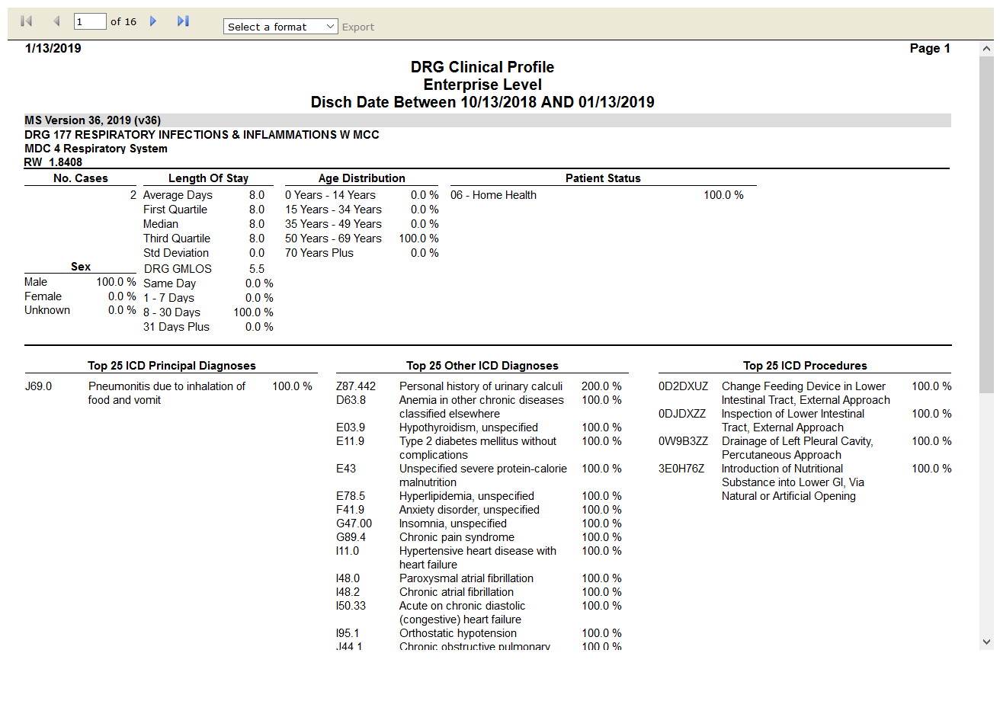 1 of 16 Select a format Export
1/13/2019 Page 1
DRG Clinical Profile
Enterprise Level
Disch Date Between 10/13/2018 AND 01/13/2019
MS Version 36, 2019 (v36)
DRG 177 RESPIRATORY INFECTIONS & INFLAMMATIONS W MCC
MDC 4 Respiratory System
RW 1.8408
No. Cases Length Of Stay Age Distribution Patient Status
2 Average Days 8.0 0 Years - 14 Years 0.0 % 06 - Home Health 100.0 %
First Quartile 8.0 15 Years - 34 Years 0.0 %
Median 8.0 35 Years - 49 Years 0.0 %
Third Quartile 8.0 50 Years - 69 Years 100.0 %
Std Deviation 0.0 70 Years Plus 0.0 %
Sex DRG GMLOS 5.5
Male 100.0 % Same Day 0.0 %
Female 0.0 % 1 - 7 Days 0.0 %
Unknown 0.0 % 8 - 30 Days 100.0 %
31 Days Plus 0.0 %
Top 25 ICD Principal Diagnoses
J69.0 Pneumonitis due to inhalation of 100.0 %
food and vomit
Top 25 Other ICD Diagnoses
Z87.442 Personal history of urinary calculi 200.0 %
D63.8 Anemia in other chronic diseases 100.0 %
classified elsewhere
E03.9 Hypothyroidism, unspecified 100.0 %
E11.9 Type 2 diabetes mellitus without 100.0 %
complications
E43 Unspecified severe protein-calorie 100.0 %
malnutrition
E78.5 Hyperlipidemia, unspecified 100.0 %
F41.9 Anxiety disorder, unspecified 100.0 %
G47.00 Insomnia, unspecified 100.0 %
G89.4 Chronic pain syndrome 100.0 %
I11.0 Hypertensive heart disease with 100.0 %
heart failure
I48.0 Paroxysmal atrial fibrillation 100.0 %
I48.2 Chronic atrial fibrillation 100.0 %
I50.33 Acute on chronic diastolic 100.0 %
(congestive) heart failure
I95.1 Orthostatic hypotension 100.0 %
J44.1 Chronic obstructive pulmonary 100.0 %
Top 25 ICD Procedures
0D2DXUZ Change Feeding Device in Lower 100.0 %
Intestinal Tract, External Approach
0DJDXZZ Inspection of Lower Intestinal 100.0 %
Tract, External Approach
0W9B3ZZ Drainage of Left Pleural Cavity, 100.0 %
Percutaneous Approach
3E0H76Z Introduction of Nutritional 100.0 %
Substance into Lower GI, Via
Natural or Artificial Opening